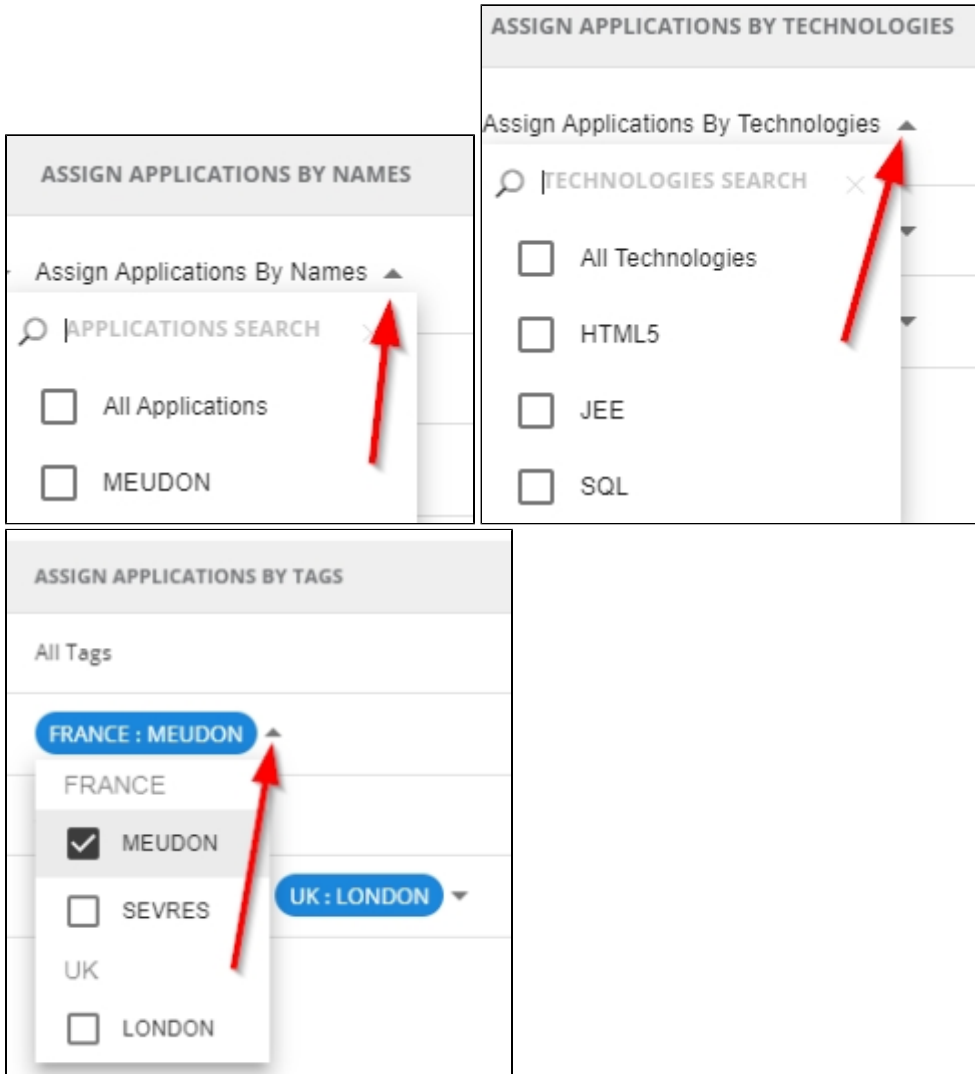 ASSIGN APPLICATIONS BY NAMES
Assign Applications By Names
APPLICATIONS SEARCH
All Applications
MEUDON
ASSIGN APPLICATIONS BY TECHNOLOGIES
Assign Applications By Technologies
TECHNOLOGIES SEARCH
All Technologies
HTML5
JEE
SQL
ASSIGN APPLICATIONS BY TAGS
All Tags
FRANCE : MEUDON
FRANCE
MEUDON
SEVRES
UK : LONDON
UK
LONDON